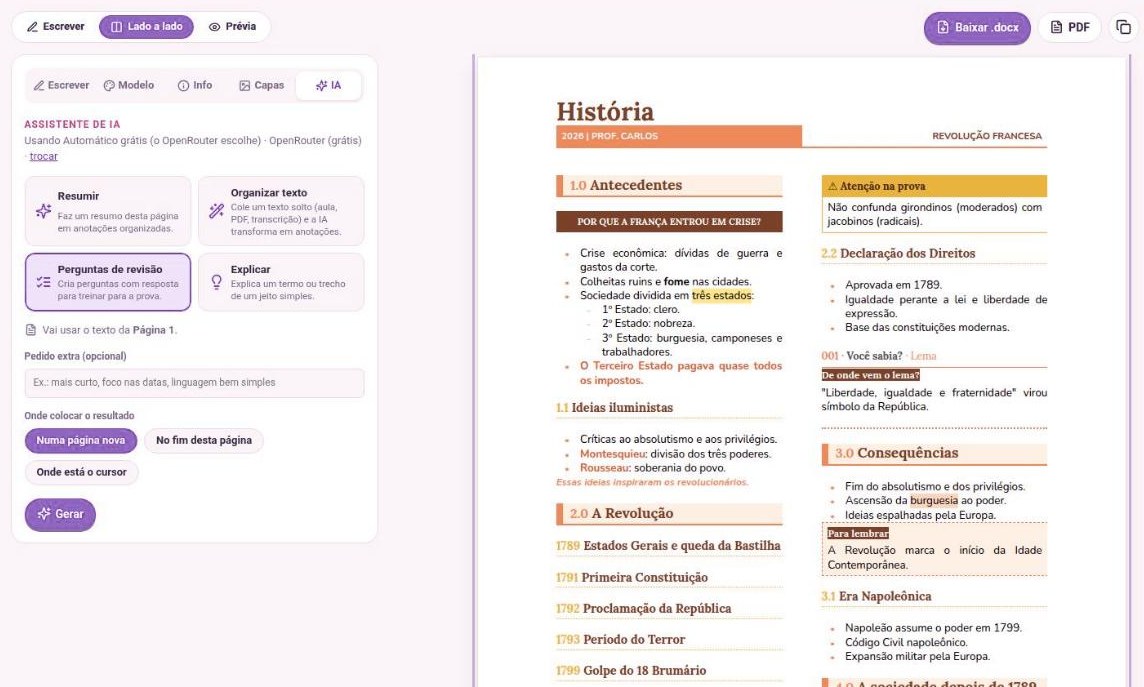 Escrever
Lado a lado
Prévia
Baixar .docx
PDF
Escrever
Modelo
Info
Capas
IA
ASSISTENTE DE IA
Usando Automático grátis (o OpenRouter escolhe) · OpenRouter (grátis)
· trocar
Resumir
Faz um resumo desta página
em anotações organizadas.
Organizar texto
Cole um texto solto (aula,
PDF, transcrição) e a IA
transforma em anotações.
Perguntas de revisão
Cria perguntas com resposta
para treinar para a prova.
Explicar
Explica um termo ou trecho
de um jeito simples.
Vai usar o texto da Página 1.
Pedido extra (opcional)
Ex.: mais curto, foco nas datas, linguagem bem simples
Onde colocar o resultado
Numa página nova
No fim desta página
Onde está o cursor
Gerar
História
2026 | PROF. CARLOS
REVOLUÇÃO FRANCESA
1.0 Antecedentes
POR QUE A FRANÇA ENTROU EM CRISE?
Crise econômica: dívidas de guerra e
gastos da corte.
Colheitas ruins e fome nas cidades.
Sociedade dividida em três estados:
1º Estado: clero.
2º Estado: nobreza.
3º Estado: burguesia, camponeses e
trabalhadores.
O Terceiro Estado pagava quase todos
os impostos.
1.1 Ideias iluministas
Críticas ao absolutismo e aos privilégios.
Montesquieu: divisão dos três poderes.
Rousseau: soberania do povo.
Essas ideias inspiraram os revolucionários.
2.0 A Revolução
1789 Estados Gerais e queda da Bastilha
1791 Primeira Constituição
1792 Proclamação da República
1793 Período do Terror
1799 Golpe do 18 Brumário
⚠ Atenção na prova
Não confunda girondinos (moderados) com
jacobinos (radicais).
2.2 Declaração dos Direitos
Aprovada em 1789.
Igualdade perante a lei e liberdade de
expressão.
Base das constituições modernas.
001 · Você sabia? · Lema
De onde vem o lema?
"Liberdade, igualdade e fraternidade" virou
símbolo da República.
3.0 Consequências
Fim do absolutismo e dos privilégios.
Ascensão da burguesia ao poder.
Ideias espalhadas pela Europa.
Para lembrar
A Revolução marca o início da Idade
Contemporânea.
3.1 Era Napoleônica
Napoleão assume o poder em 1799.
Código Civil napoleônico.
Expansão militar pela Europa.
4.0 A sociedade depois de 1789